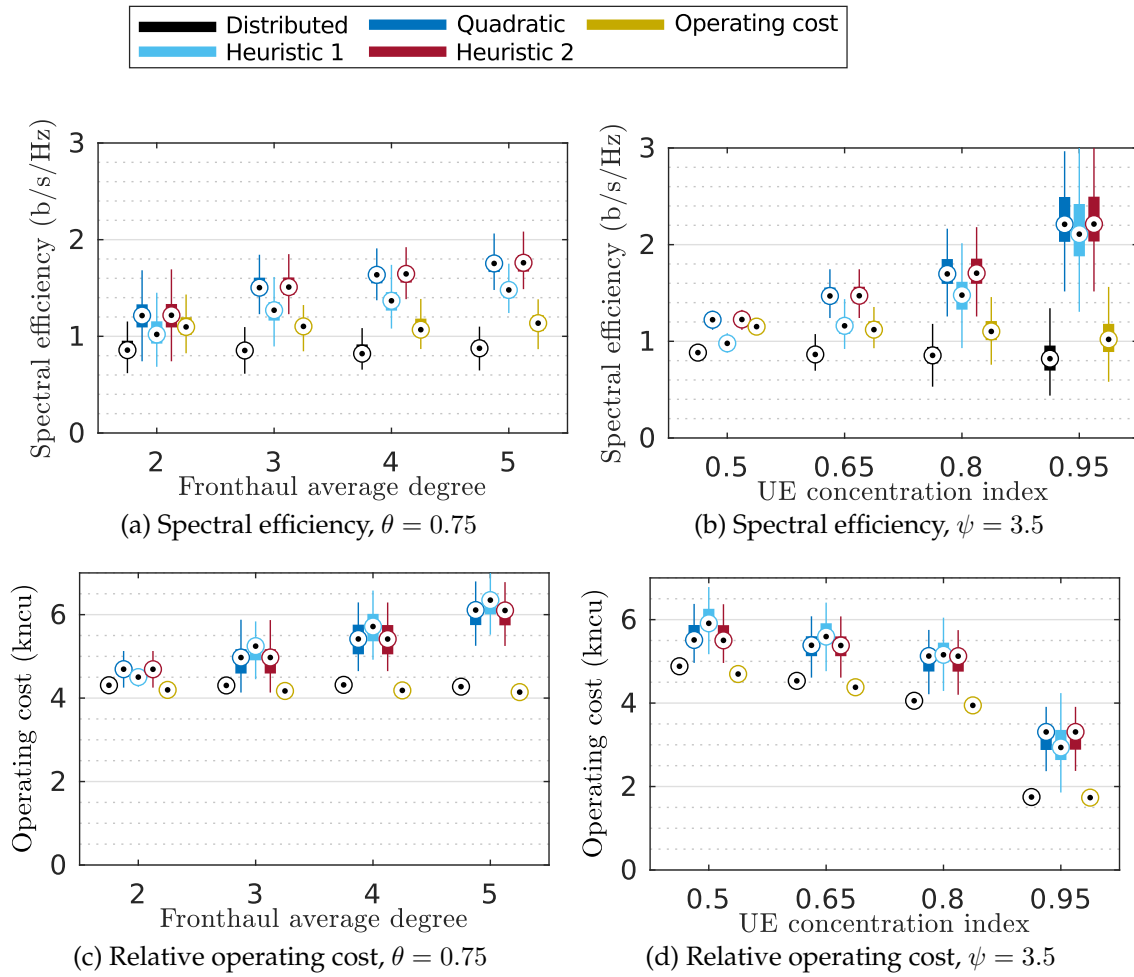 Distributed Quadratic Operating cost
Heuristic 1 Heuristic 2
Spectral efficiency (b/s/Hz)
3
2
1
0
2 3 4 5
Fronthaul average degree
(a) Spectral efficiency, θ = 0.75
Spectral efficiency (b/s/Hz)
3
2
1
0
0.5 0.65 0.8 0.95
UE concentration index
(b) Spectral efficiency, ψ = 3.5
Operating cost (kncu)
6
4
2
0
2 3 4 5
Fronthaul average degree
(c) Relative operating cost, θ = 0.75
Operating cost (kncu)
6
4
2
0
0.5 0.65 0.8 0.95
UE concentration index
(d) Relative operating cost, ψ = 3.5